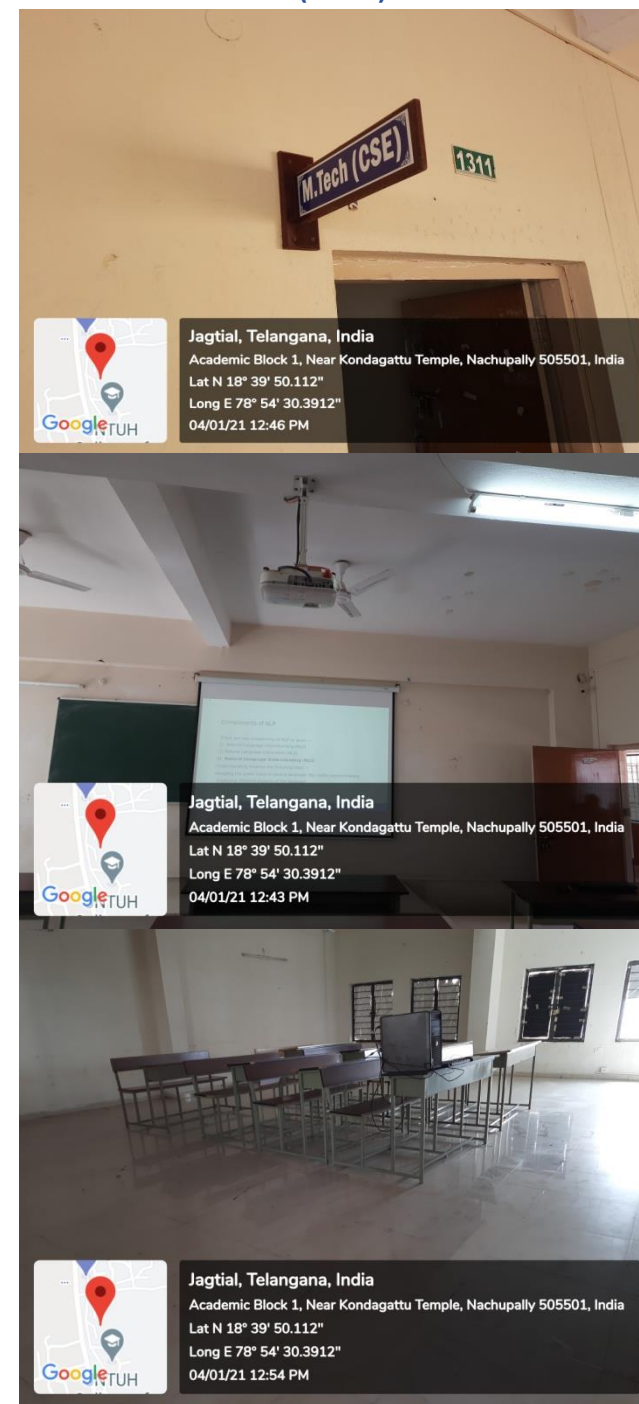 M.Tech (CSE)
1311
Jagtial, Telangana, India
Academic Block 1, Near Kondagattu Temple, Nachupally 505501, India
Lat N 18° 39' 50.112"
Long E 78° 54' 30.3912"
04/01/21 12:46 PM
Google
NTUH
Components of NLP
Jagtial, Telangana, India
Academic Block 1, Near Kondagattu Temple, Nachupally 505501, India
Lat N 18° 39' 50.112"
Long E 78° 54' 30.3912"
04/01/21 12:43 PM
Google
TUH
Jagtial, Telangana, India
Academic Block 1, Near Kondagattu Temple, Nachupally 505501, India
Lat N 18° 39' 50.112"
Long E 78° 54' 30.3912"
04/01/21 12:54 PM
Google
TUH